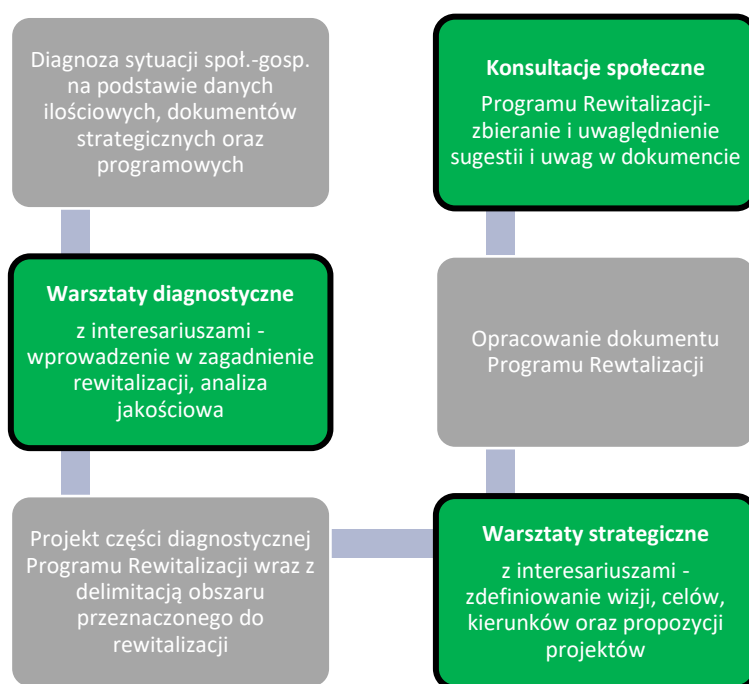 Diagnoza sytuacji społ.-gosp.
na podstawie danych
ilościowych, dokumentów
strategicznych oraz
programowych
Warsztaty diagnostyczne
z interesariuszami -
wprowadzenie w zagadnienie
rewitalizacji, analiza
jakościowa
Projekt części diagnostycznej
Programu Rewitalizacji wraz z
delimitacją obszaru
przeznaczonego do
rewitalizacji
Warsztaty strategiczne
z interesariuszami -
zdefiniowanie wizji, celów,
kierunków oraz propozycji
projektów
Opracowanie dokumentu
Programu Rewtalizacji
Konsultacje społeczne
Programu Rewitalizacji-
zbieranie i uwaględnienie
sugestii i uwag w dokumencie